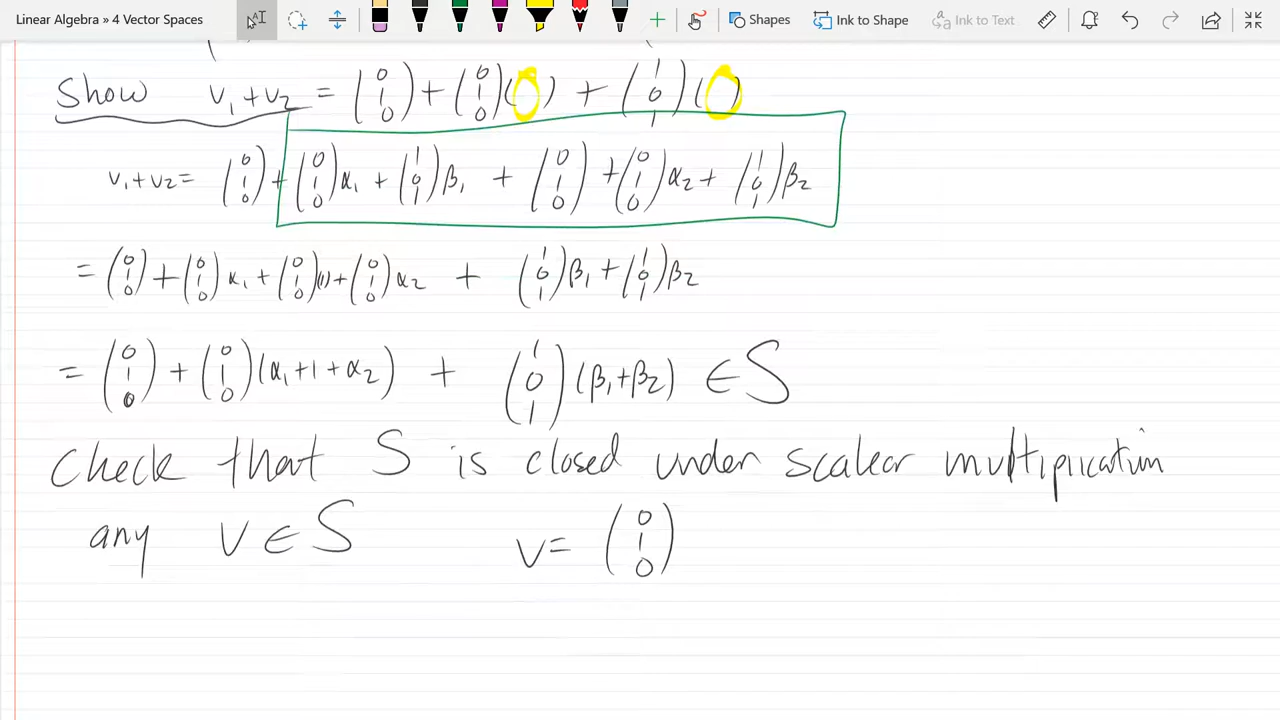 Linear Algebra » 4 Vector Spaces Shapes Ink to Shape Ink to Text
Show v₁+v₂ = (0 1 0) + (0 1 0)( ) + (1 0 1)( )
v₁+v₂ = (0 1 0) + (0 1 0)α₁ + (1 0 1)β₁ + (0 1 0) + (0 1 0)α₂ + (1 0 1)β₂
= (0 1 0) + (0 1 0)α₁ + (0 1 0)(1) + (0 1 0)α₂ + (1 0 1)β₁ + (1 0 1)β₂
= (0 1 0) + (0 1 0)(α₁+1+α₂) + (1 0 1)(β₁+β₂) ∈ S
Check that S is closed under scalar multiplication
any v ∈ S v = (0 1 0)